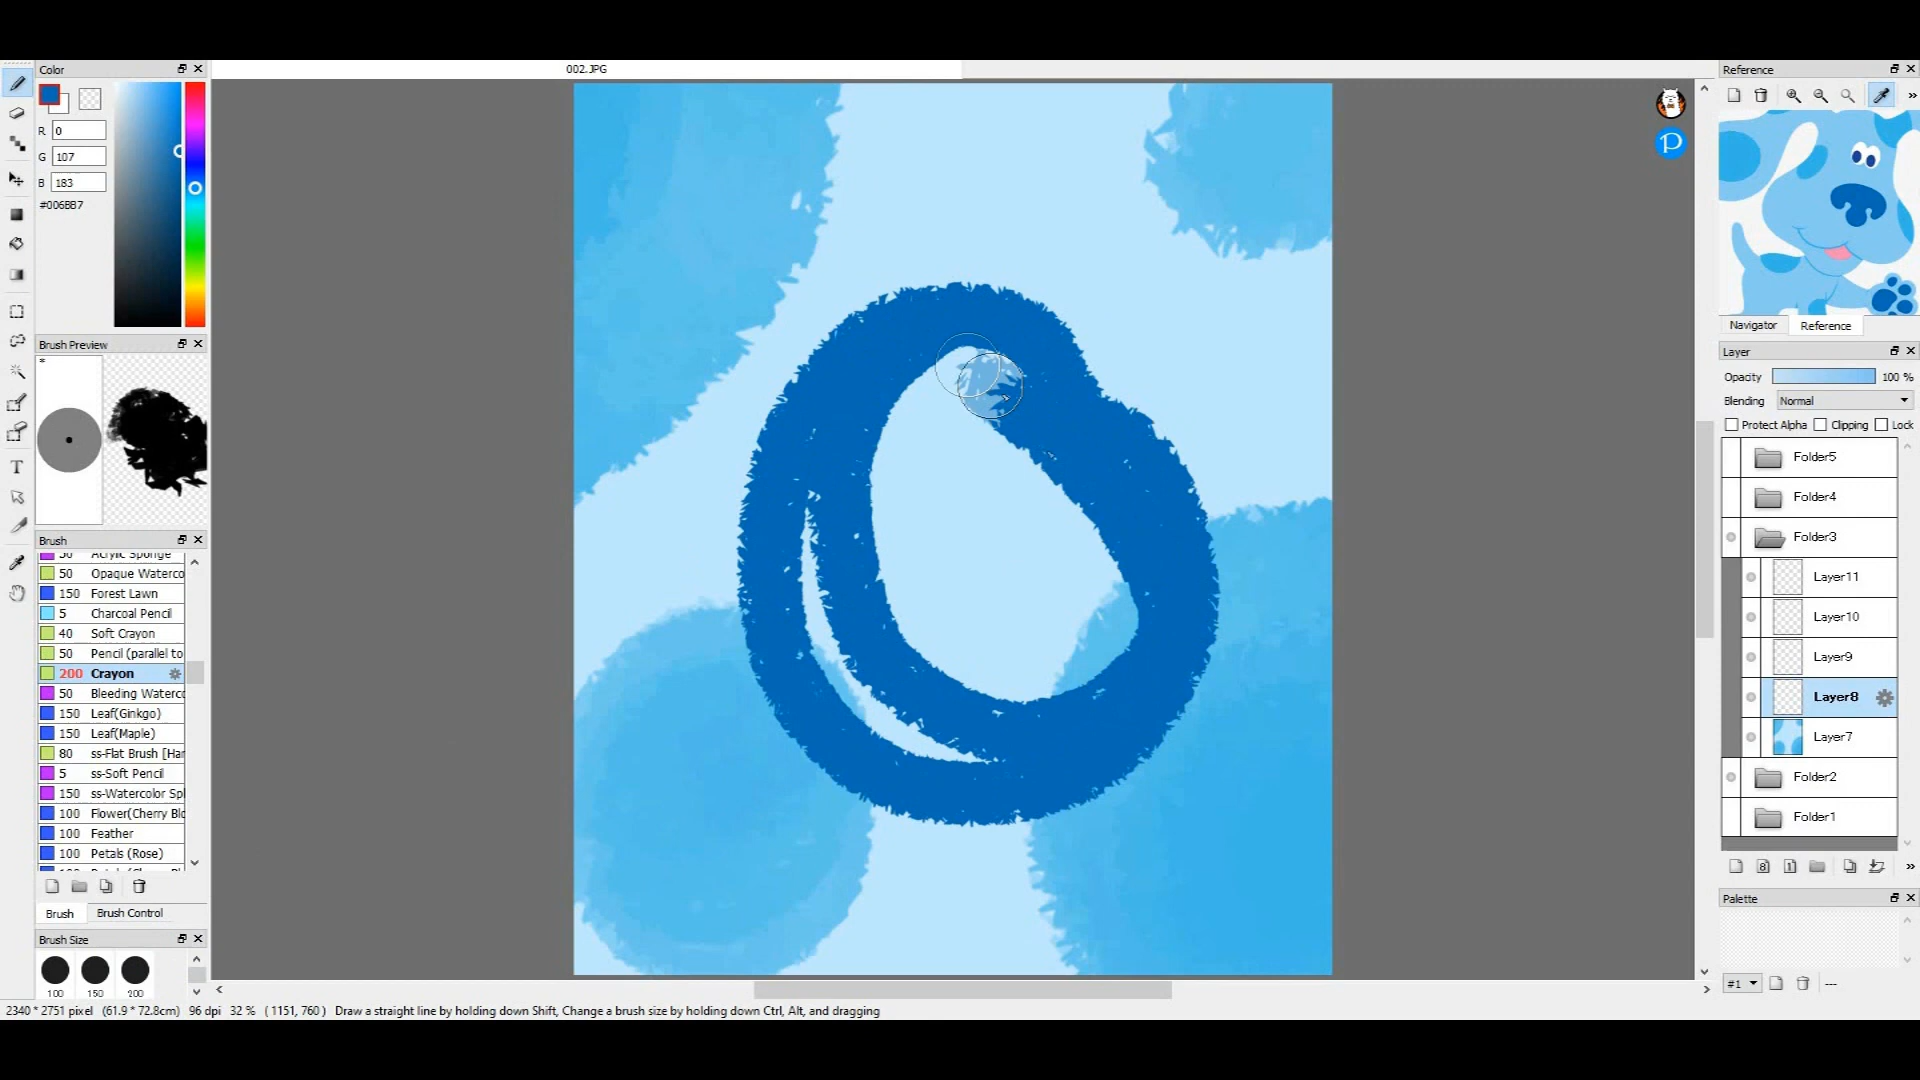 Color
002.JPG
Reference
R 0
G 107
B 183
#006BB7
P
Navigator
Reference
Brush Preview
*
Layer
Opacity 100 %
Blending Normal
Protect Alpha Clipping Lock
Folder5
Folder4
Folder3
Layer11
Layer10
Layer9
Layer8
Layer7
Folder2
Folder1
Brush
50 Acrylic Sponge
50 Opaque Waterco
150 Forest Lawn
5 Charcoal Pencil
40 Soft Crayon
50 Pencil (parallel to
200 Crayon
50 Bleeding Waterc
150 Leaf(Ginkgo)
150 Leaf(Maple)
80 ss-Flat Brush [Har
5 ss-Soft Pencil
150 ss-Watercolor Spl
100 Flower(Cherry Blo
100 Feather
100 Petals (Rose)
Brush
Brush Control
Brush Size
100 150 200
Palette
#1 ---
2340 * 2751 pixel (61.9 * 72.8cm) 96 dpi 32 % ( 1151, 760 ) Draw a straight line by holding down Shift, Change a brush size by holding down Ctrl, Alt, and dragging